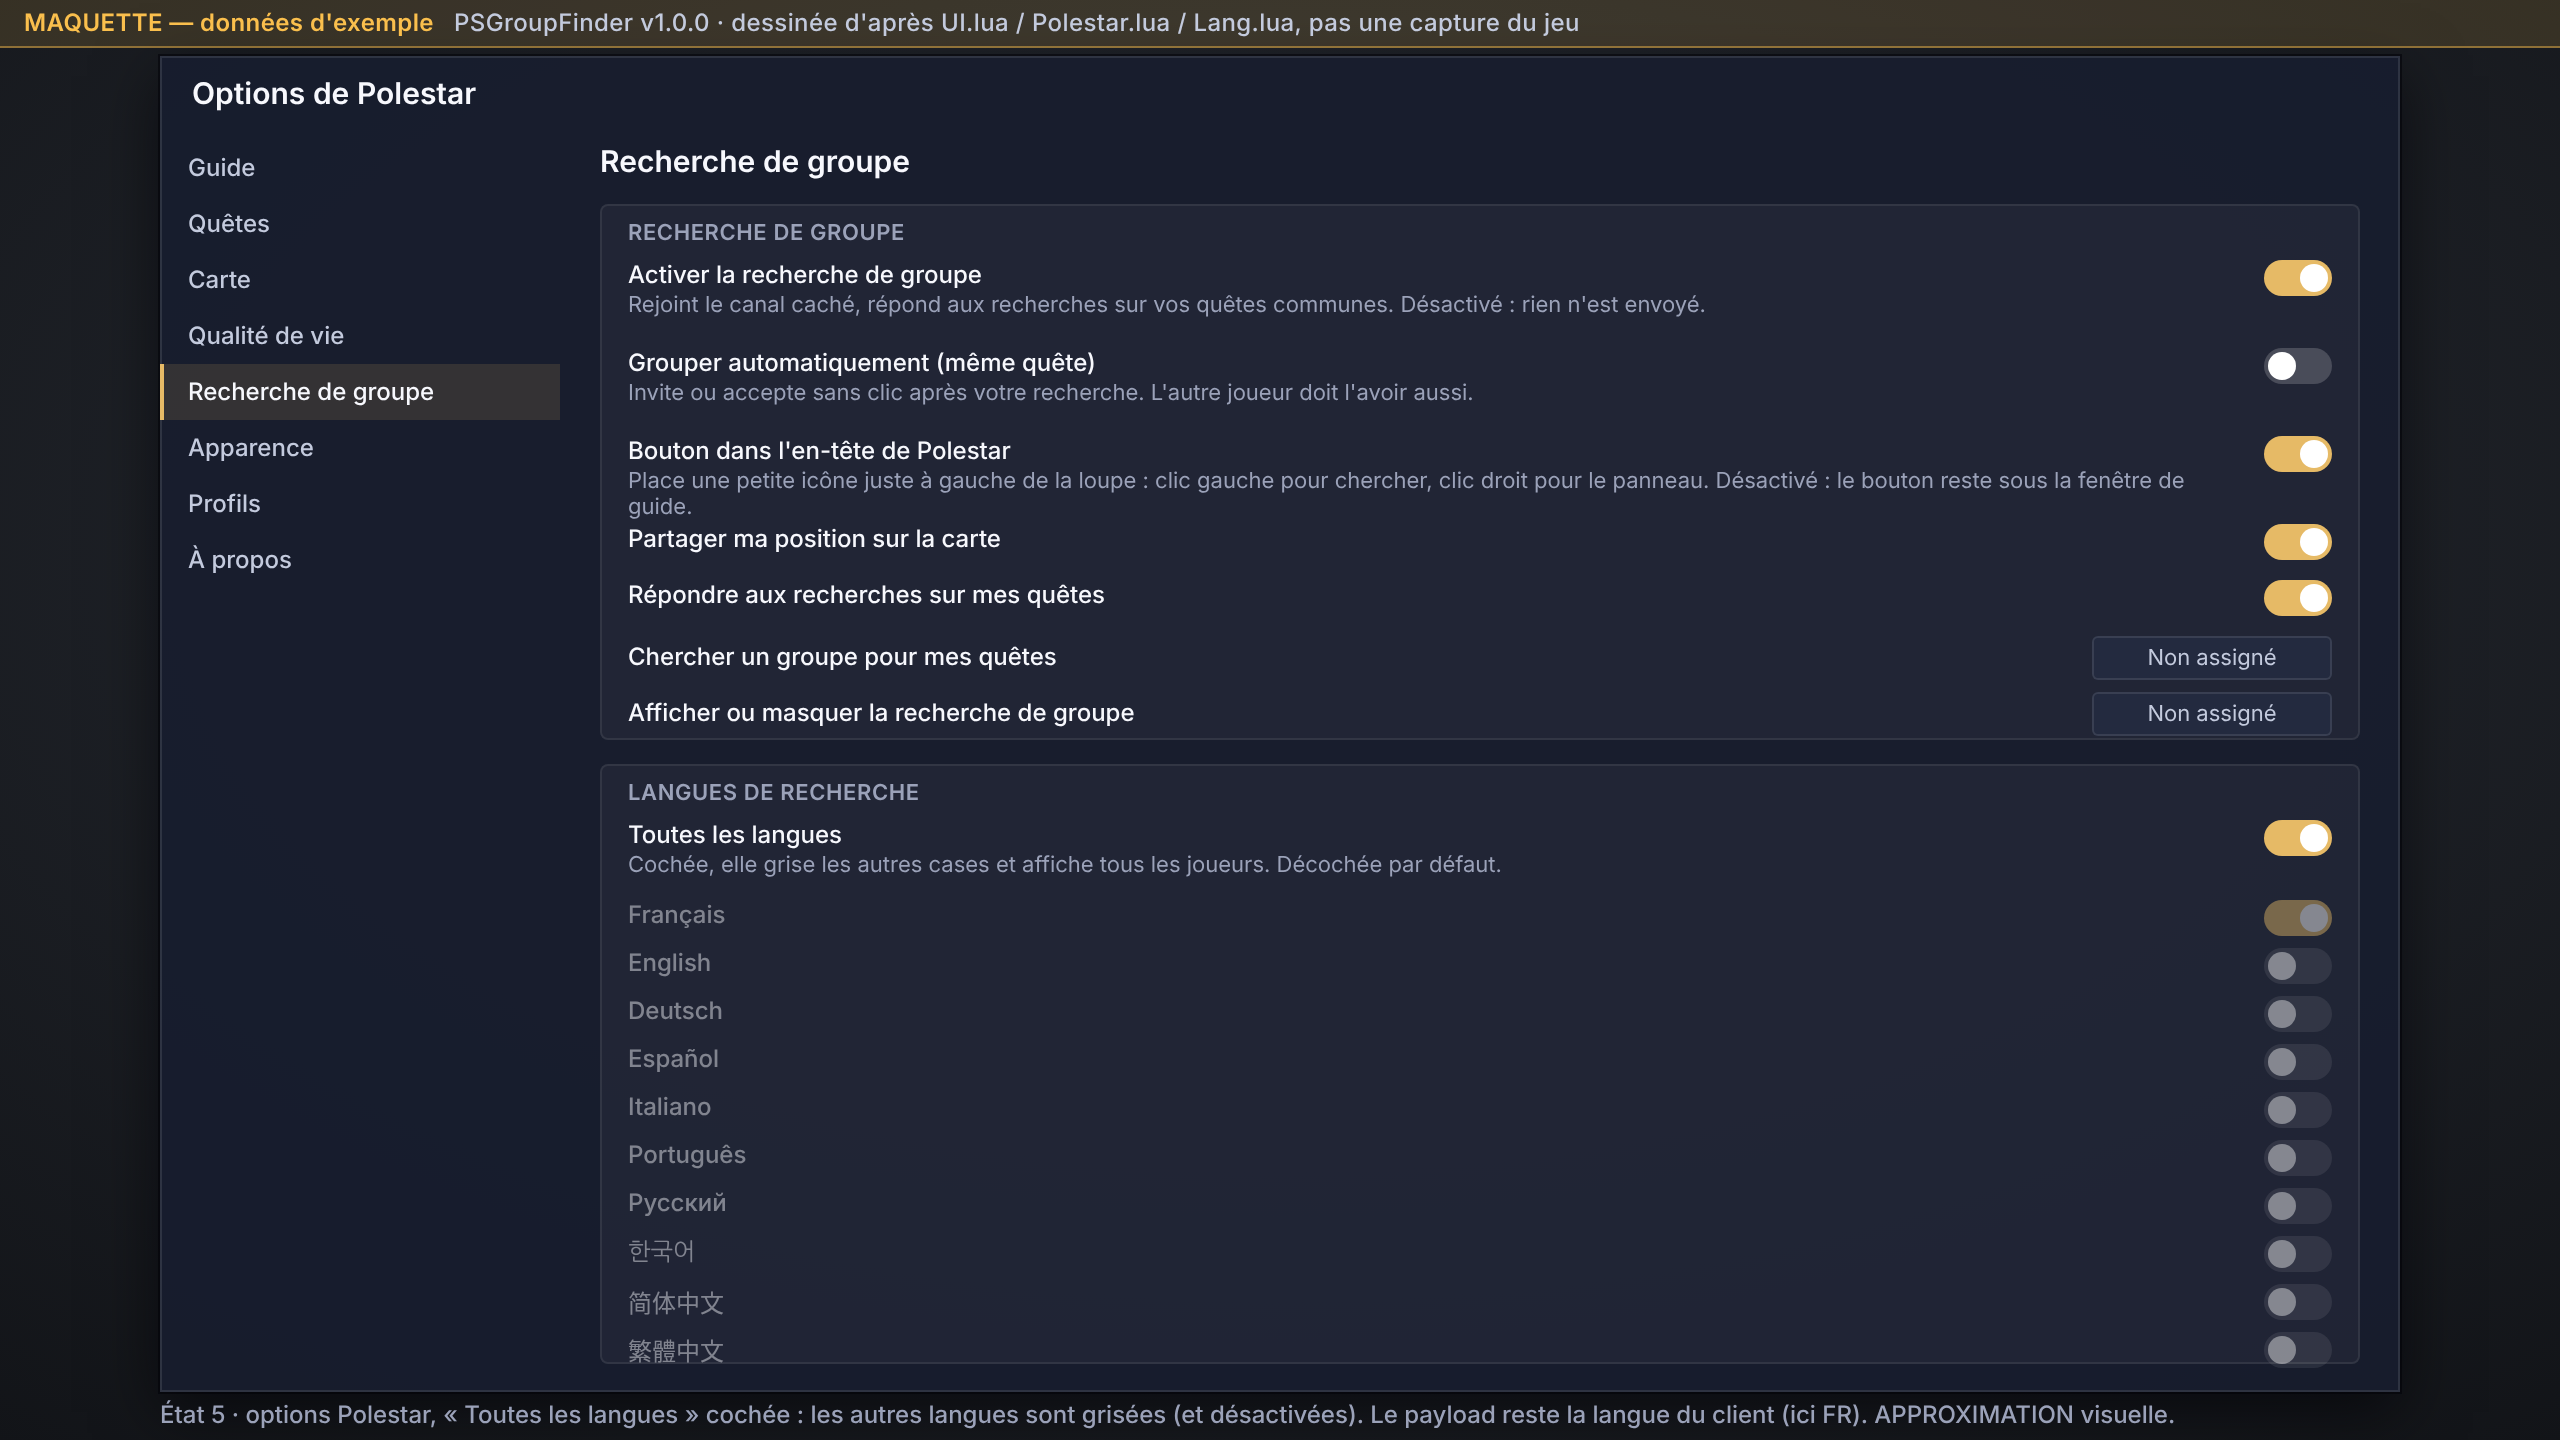 MAQUETTE — données d'exemple PSGroupFinder v1.0.0 · dessinée d'après UI.lua / Polestar.lua / Lang.lua, pas une capture du jeu
Options de Polestar
Guide
Quêtes
Carte
Qualité de vie
Recherche de groupe
Apparence
Profils
À propos
Recherche de groupe
RECHERCHE DE GROUPE
Activer la recherche de groupe
Rejoint le canal caché, répond aux recherches sur vos quêtes communes. Désactivé : rien n'est envoyé.
Grouper automatiquement (même quête)
Invite ou accepte sans clic après votre recherche. L'autre joueur doit l'avoir aussi.
Bouton dans l'en-tête de Polestar
Place une petite icône juste à gauche de la loupe : clic gauche pour chercher, clic droit pour le panneau. Désactivé : le bouton reste sous la fenêtre de
guide.
Partager ma position sur la carte
Répondre aux recherches sur mes quêtes
Chercher un groupe pour mes quêtes
Non assigné
Afficher ou masquer la recherche de groupe
Non assigné
LANGUES DE RECHERCHE
Toutes les langues
Cochée, elle grise les autres cases et affiche tous les joueurs. Décochée par défaut.
Français
English
Deutsch
Español
Italiano
Português
Русский
한국어
简体中文
繁體中文
État 5 · options Polestar, « Toutes les langues » cochée : les autres langues sont grisées (et désactivées). Le payload reste la langue du client (ici FR). APPROXIMATION visuelle.